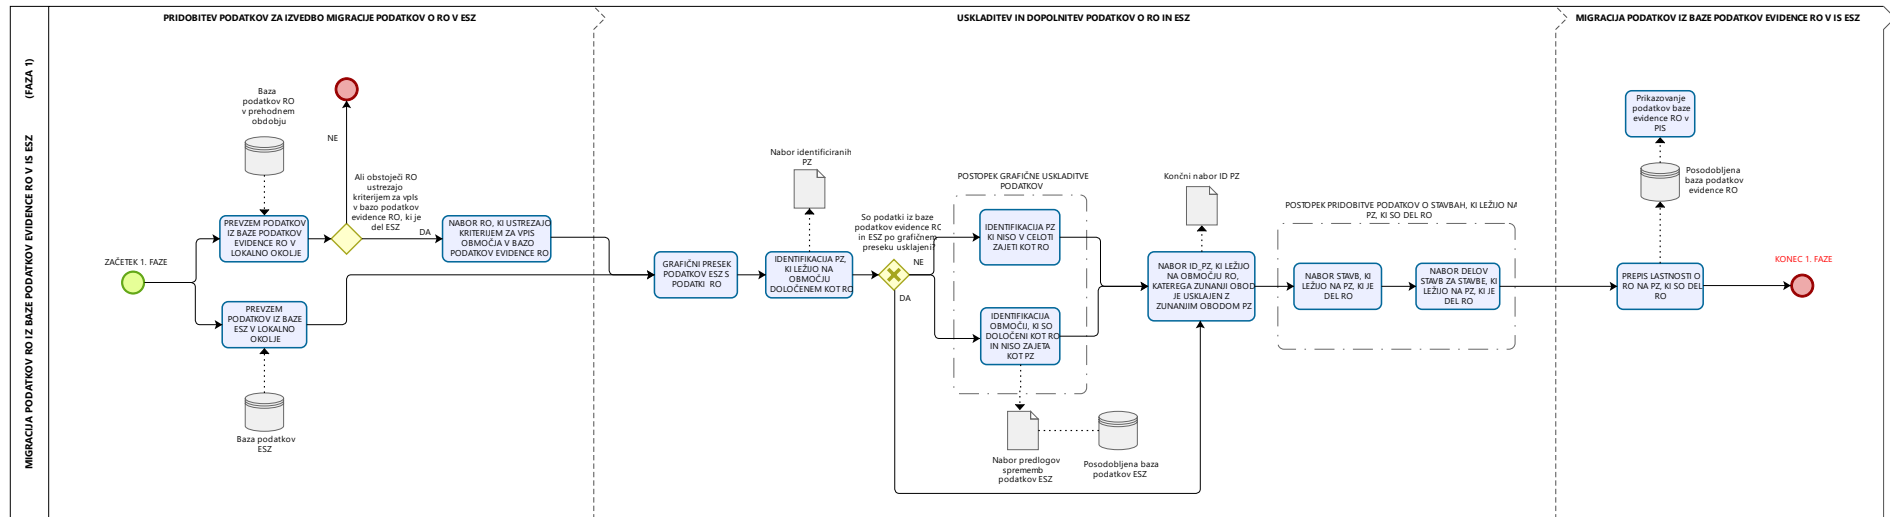 PRIDOBITEV PODATKOV ZA IZVEDBO MIGRACIJE PODATKOV O RO V ESZ
USKLADITEV IN DOPOLNITEV PODATKOV O RO IN ESZ
MIGRACIJA PODATKOV IZ BAZE PODATKOV EVIDENCE RO V IS ESZ
MIGRACIJA PODATKOV RO IZ BAZE PODATKOV EVIDENCE RO V IS ESZ (FAZA 1)
ZAČETEK 1. FAZE
Baza
podatkov RO
v prehodnem
obdobju
PREVZEM PODATKOV
IZ BAZE PODATKOV
EVIDENCE RO V
LOKALNO OKOLJE
PREVZEM
PODATKOV IZ BAZE
ESZ V LOKALNO
OKOLJE
Baza podatkov
ESZ
NE
Ali obstoječi RO
ustrezajo
kriterijem za vpis
v bazo podatkov
evidence RO, ki je
del ESZ
DA
NABOR RO, KI USTREZAJO
KRITERIJEM ZA VPIS
OBMOČJA V BAZO
PODATKOV EVIDENCE RO
GRAFIČNI PRESEK
PODATKOV ESZ S
PODATKI RO
Nabor identificiranih
PZ
IDENTIFIKACIJA PZ,
KI LEŽIJO NA
OBMOČJU
DOLOČENEM KOT RO
So podatki iz baze
podatkov evidence RO
in ESZ po grafičnem
preseku usklajeni?
NE
DA
POSTOPEK GRAFIČNE USKLADITVE
PODATKOV
IDENTIFIKACIJA PZ
KI NISO V CELOTI
ZAJETI KOT RO
IDENTIFIKACIJA
OBMOČIJ, KI SO
DOLOČENI KOT RO
IN NISO ZAJETA
KOT PZ
Nabor predlogov
sprememb
podatkov ESZ
Posodobljena baza
podatkov ESZ
Končni nabor ID PZ
NABOR ID_PZ, KI LEŽIJO
NA OBMOČJU RO,
KATEREGA ZUNANJI OBOD
JE USKLAJEN Z
ZUNANJIM OBODOM PZ
POSTOPEK PRIDOBITVE PODATKOV O STAVBAH, KI LEŽIJO NA
PZ, KI SO DEL RO
NABOR STAVB, KI
LEŽIJO NA PZ, KI JE
DEL RO
NABOR DELOV
STAVB ZA STAVBE, KI
LEŽIJO NA PZ, KI JE
DEL RO
Prikazovanje
podatkov baze
evidence RO v
PIS
Posodobljena
baza podatkov
evidence RO
PREPIS LASTNOSTI O
RO NA PZ, KI SO DEL
RO
KONEC 1. FAZE